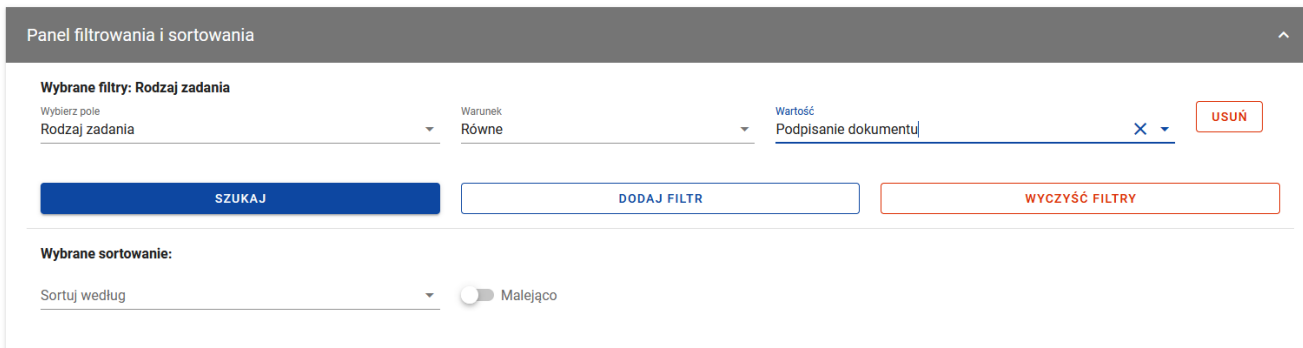 Panel filtrowania i sortowania
Wybrane filtry: Rodzaj zadania
Wybierz pole
Rodzaj zadania
Warunek
Równe
Wartość
Podpisanie dokumentu
USUŃ
SZUKAJ
DODAJ FILTR
WYCZYŚĆ FILTRY
Wybrane sortowanie:
Sortuj według
Malejąco